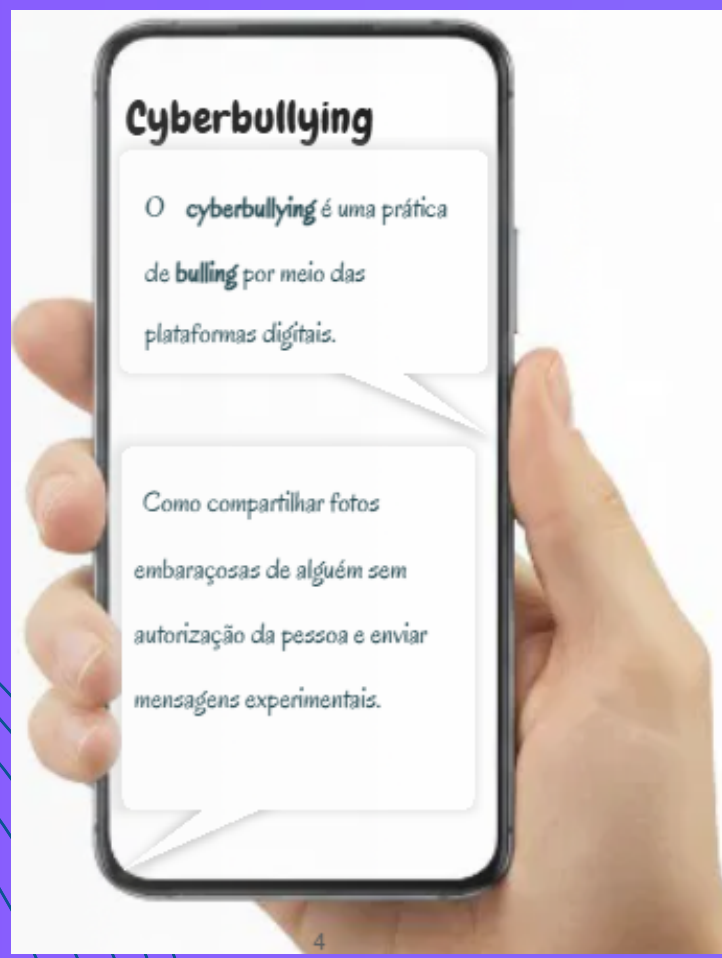 Cyberbullying
O cyberbullying é uma prática
de bulling por meio das
plataformas digitais.
Como compartilhar fotos
embaraçosas de alguém sem
autorização da pessoa e enviar
mensagens experimentais.
4